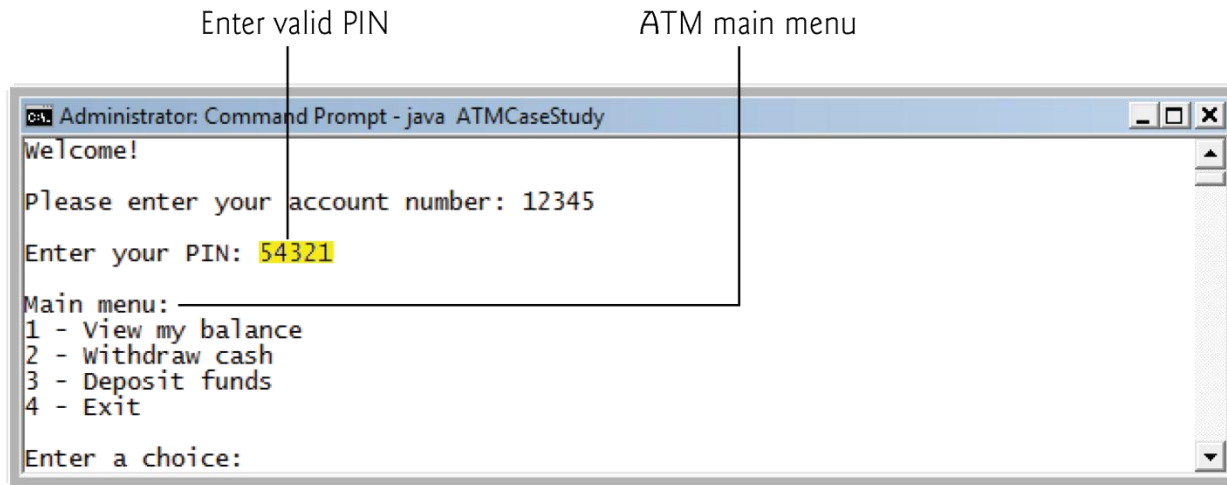 Enter valid PIN
ATM main menu
Administrator: Command Prompt - java ATMCaseStudy
Welcome!
Please enter your account number: 12345
Enter your PIN: 54321
Main menu:
1 - View my balance
2 - Withdraw cash
3 - Deposit funds
4 - Exit
Enter a choice: